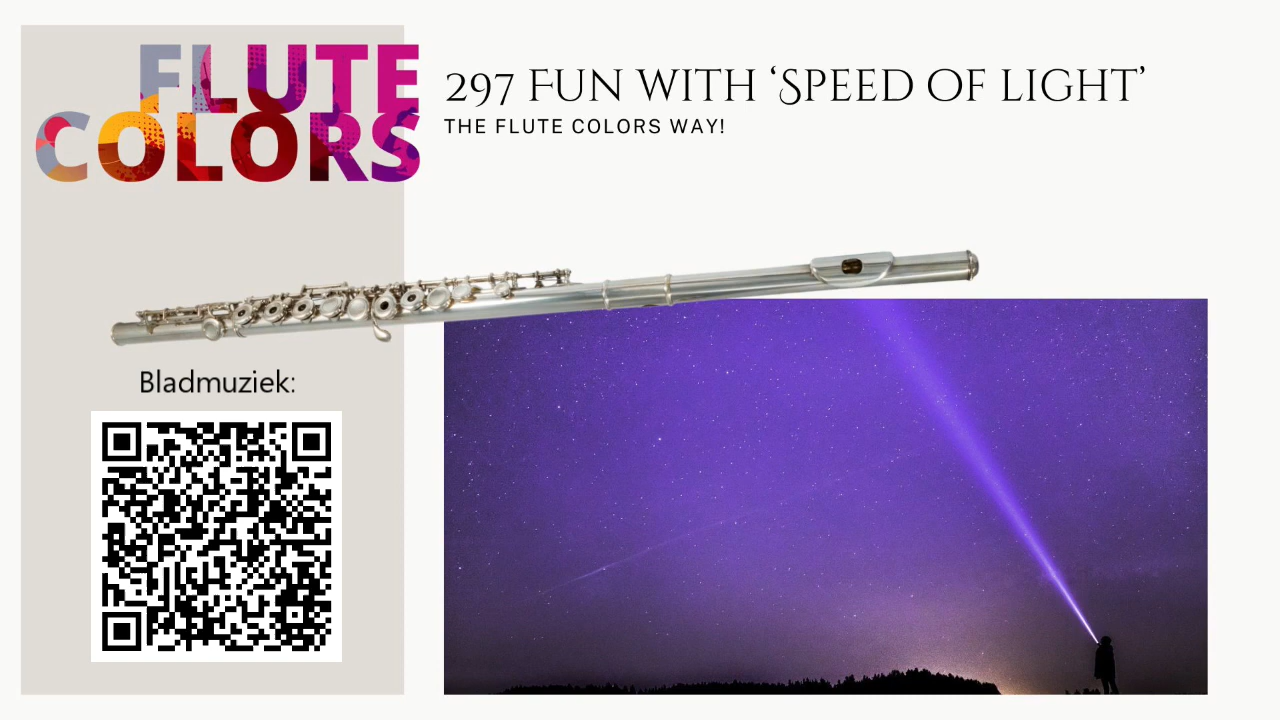 FLUTE
COLORS
297 Fun with ‘Speed of light’
THE FLUTE COLORS WAY!
Bladmuziek: